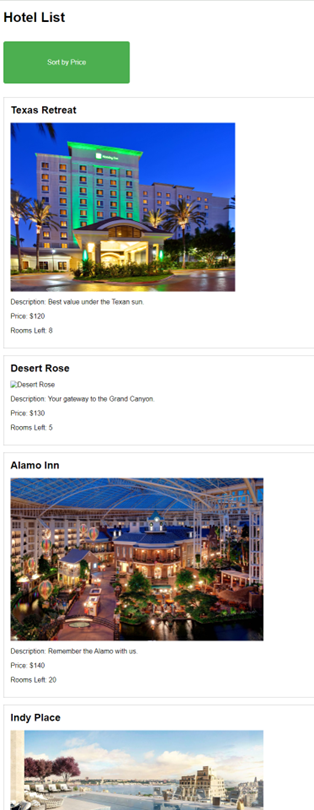 Hotel List
Sort by Price
Texas Retreat
Holiday Inn
Description: Best value under the Texan sun.
Price: $120
Rooms Left: 8
Desert Rose
Desert Rose
Description: Your gateway to the Grand Canyon.
Price: $130
Rooms Left: 5
Alamo Inn
Description: Remember the Alamo with us.
Price: $140
Rooms Left: 20
Indy Place